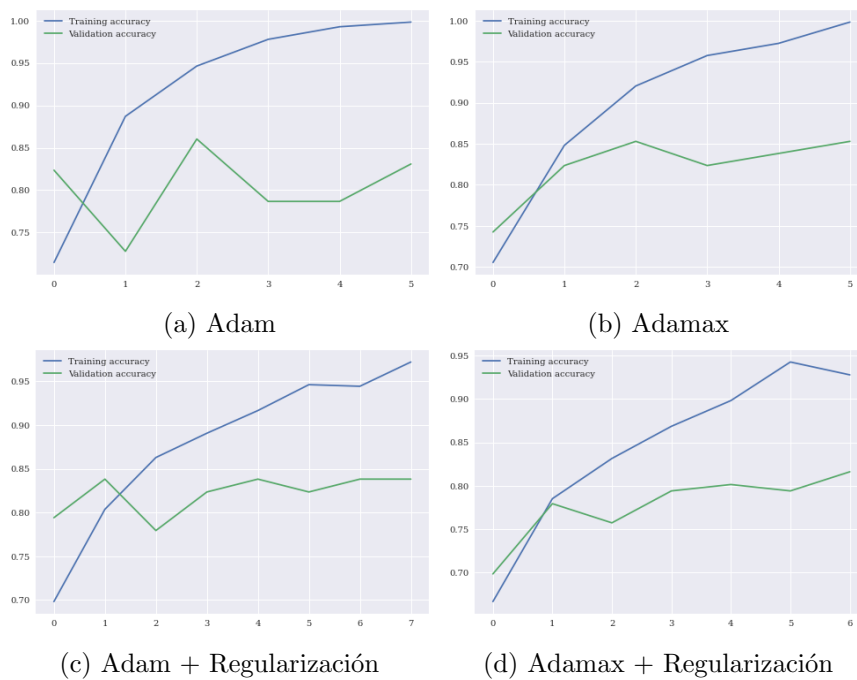 Training accuracy
Validation accuracy
1.00
0.95
0.90
0.85
0.80
0.75
0 1 2 3 4 5
(a) Adam
Training accuracy
Validation accuracy
1.00
0.95
0.90
0.85
0.80
0.75
0.70
0 1 2 3 4 5
(b) Adamax
Training accuracy
Validation accuracy
0.95
0.90
0.85
0.80
0.75
0.70
0 1 2 3 4 5 6 7
(c) Adam + Regularización
Training accuracy
Validation accuracy
0.95
0.90
0.85
0.80
0.75
0.70
0 1 2 3 4 5 6
(d) Adamax + Regularización